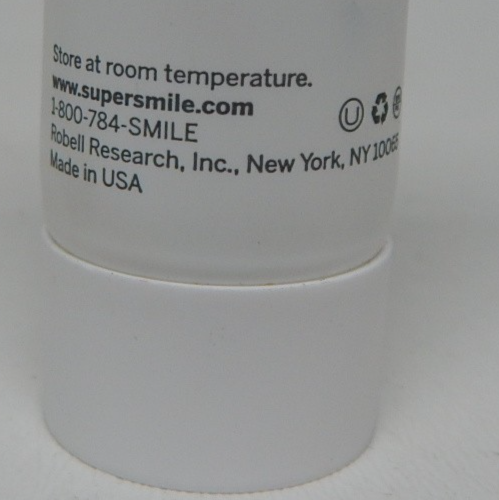 Store at room temperature.
www.supersmile.com
1-800-784-SMILE
Robell Research, Inc., New York, NY 10065
Made in USA
U